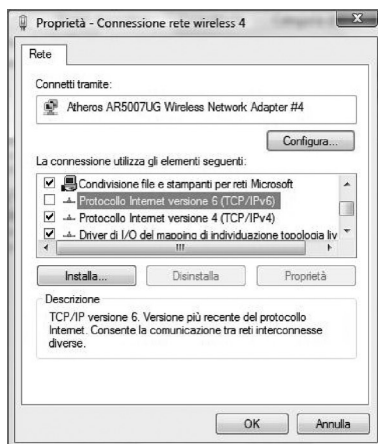 Proprietà - Connessione rete wireless 4
X
Rete
Connetti tramite:
Atheros AR5007UG Wireless Network Adapter #4
Configura...
La connessione utilizza gli elementi seguenti:
Condivisione file e stampanti per reti Microsoft
Protocollo Internet versione 6 (TCP/IPv6)
Protocollo Internet versione 4 (TCP/IPv4)
Driver di I/O del mapping di individuazione topologia liv
Installa...
Disinstalla
Proprietà
Descrizione
TCP/IP versione 6. Versione più recente del protocollo
Internet. Consente la comunicazione tra reti interconnesse
diverse.
OK
Annulla